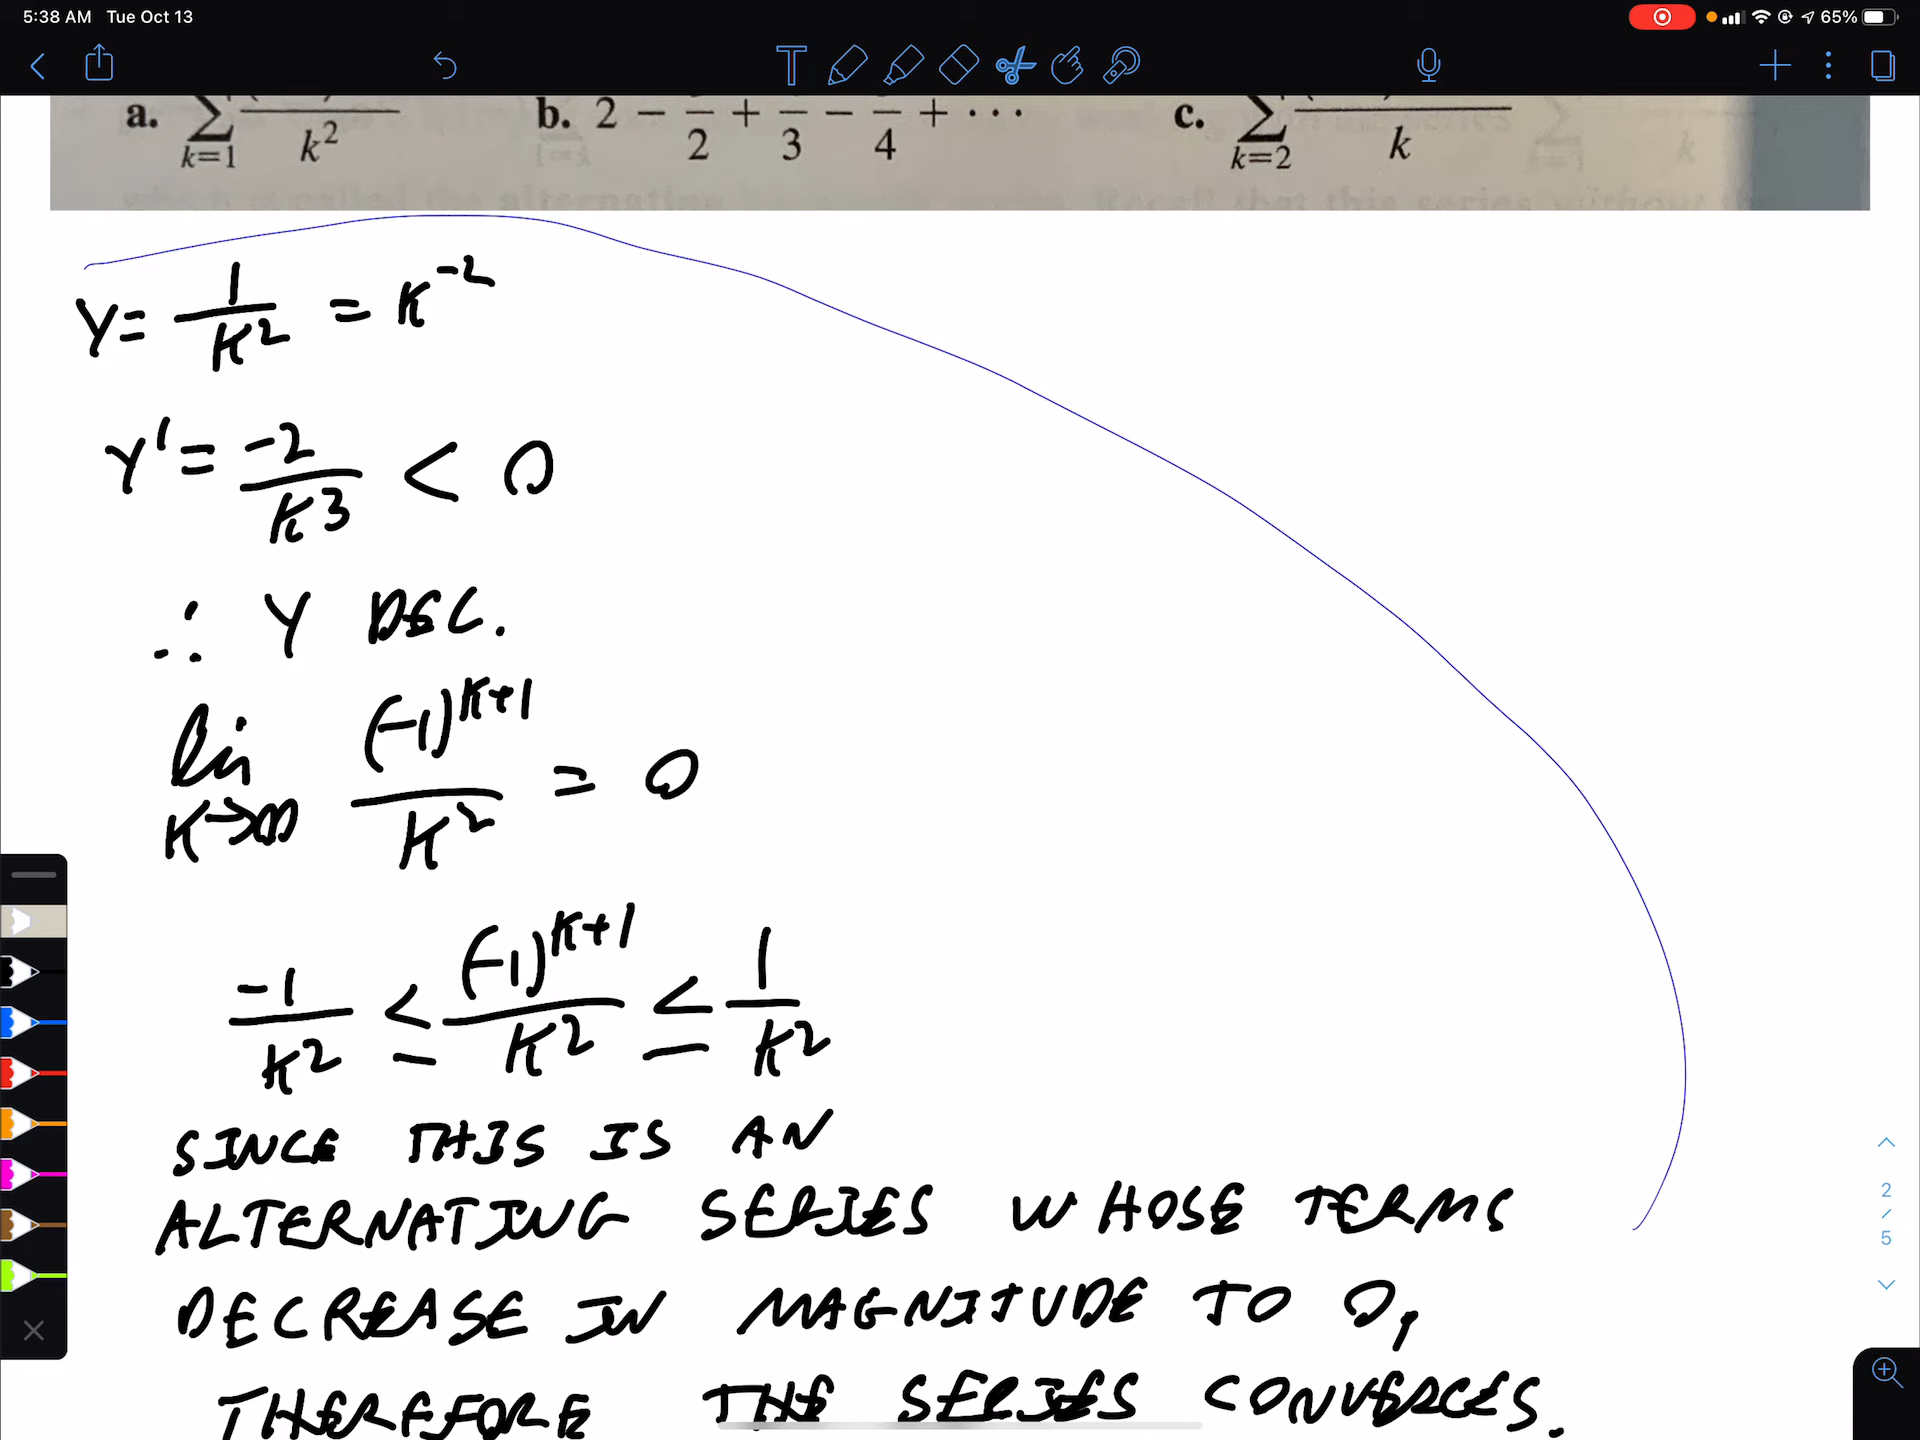 5:38 AM Tue Oct 13 65%
T
a. ∑ k=1 k² b. 2 − 2 + 3 − 4 + ⋯ c. ∑ k=2 k
Y = 1/K² = K⁻²
Y' = -2/K³ < 0
∴ Y DEC.
lim K→∞ (-1)^(K+1)/K² = 0
-1/K² ≤ (-1)^(K+1)/K² ≤ 1/K²
SINCE THIS IS AN
ALTERNATING SERIES WHOSE TERMS
DECREASE IN MAGNITUDE TO 0,
THEREFORE THE SERIES CONVERGES.
2
/
5